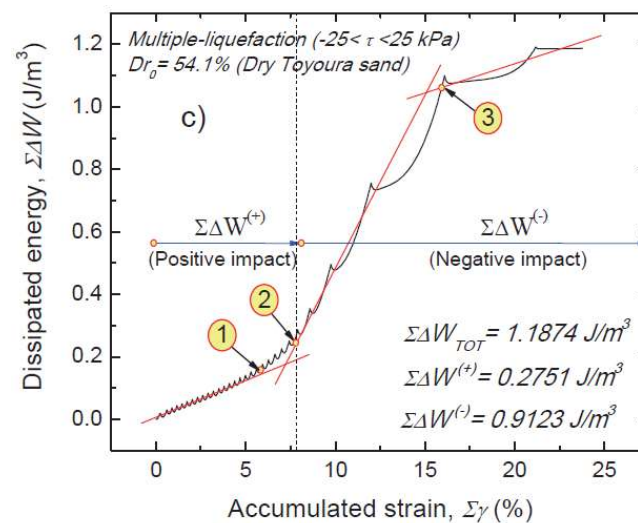 Multiple-liquefaction (-25< τ <25 kPa)
Dr₀= 54.1% (Dry Toyoura sand)
c)
1.2
1.0
0.8
0.6
0.4
0.2
0.0
Dissipated energy, ΣΔW (J/m³)
3
ΣΔW⁽⁺⁾
(Positive impact)
ΣΔW⁽⁻⁾
(Negative impact)
2
1
ΣΔW_TOT = 1.1874 J/m³
ΣΔW⁽⁺⁾= 0.2751 J/m³
ΣΔW⁽⁻⁾= 0.9123 J/m³
0 5 10 15 20 25
Accumulated strain, Σγ (%)